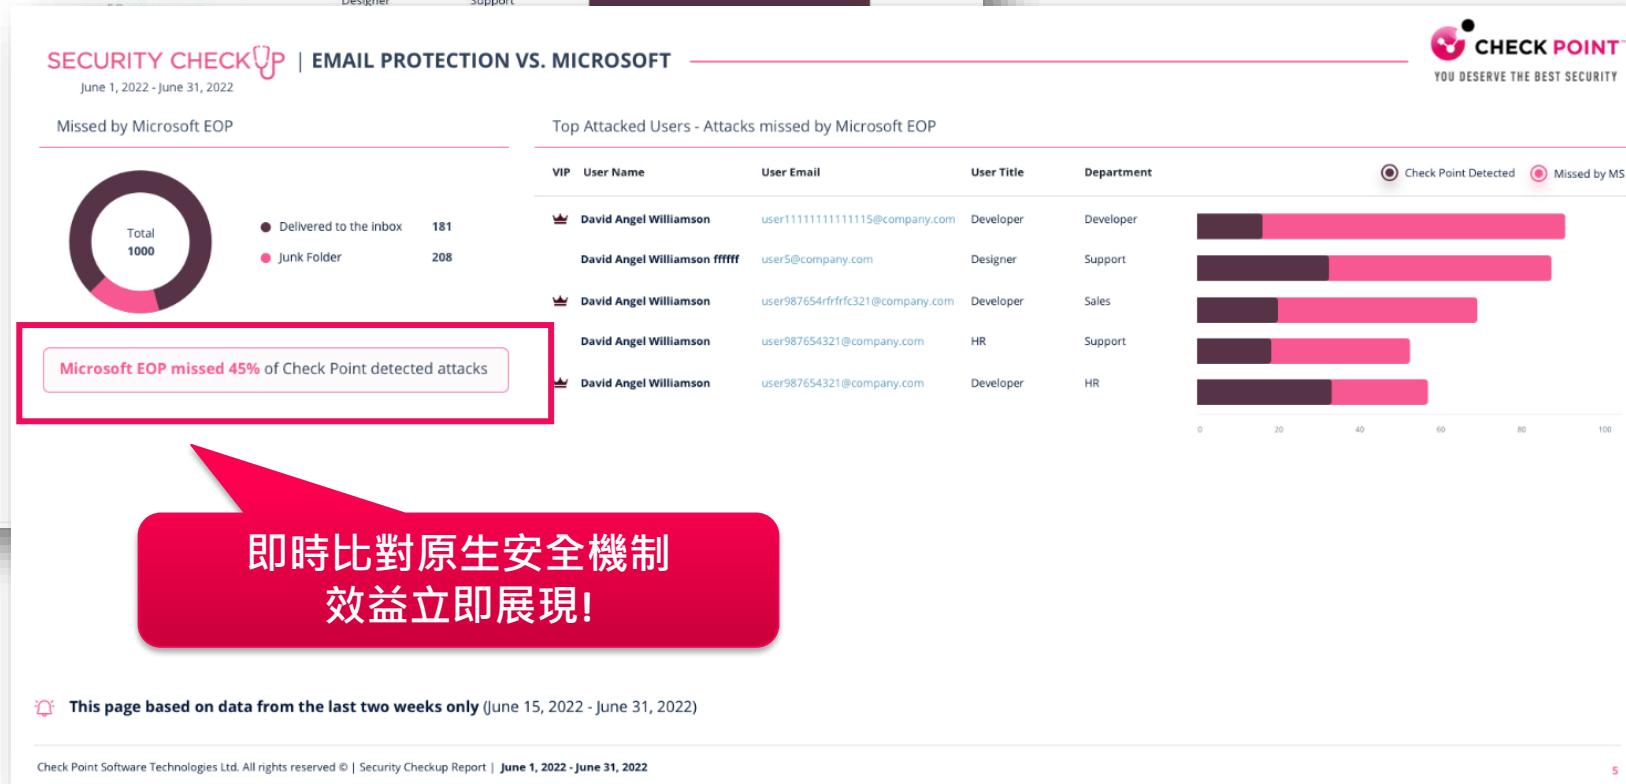 Designer Support
SECURITY CHECKUP | EMAIL PROTECTION VS. MICROSOFT
June 1, 2022 - June 31, 2022
CHECK POINT™
YOU DESERVE THE BEST SECURITY
Missed by Microsoft EOP
Total
1000
Delivered to the inbox 181
Junk Folder 208
Microsoft EOP missed 45% of Check Point detected attacks
Top Attacked Users - Attacks missed by Microsoft EOP
VIP User Name User Email User Title Department
Check Point Detected Missed by MS
David Angel Williamson user11111111111115@company.com Developer Developer
David Angel Williamson ffffff user5@company.com Designer Support
David Angel Williamson user987654rfrfrfc321@company.com Developer Sales
David Angel Williamson user987654321@company.com HR Support
David Angel Williamson user987654321@company.com Developer HR
0 20 40 60 80 100
即時比對原生安全機制
效益立即展現!
This page based on data from the last two weeks only (June 15, 2022 - June 31, 2022)
Check Point Software Technologies Ltd. All rights reserved © | Security Checkup Report | June 1, 2022 - June 31, 2022
5